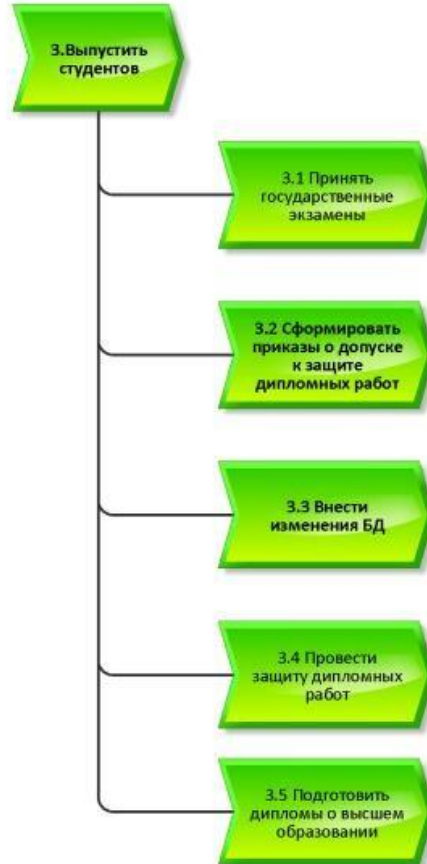 3.Выпустить
студентов
3.1 Принять
государственные
экзамены
3.2 Сформировать
приказы о допуске
к защите
дипломных работ
3.3 Внести
изменения БД
3.4 Провести
защиту дипломных
работ
3.5 Подготовить
дипломы о высшем
образовании